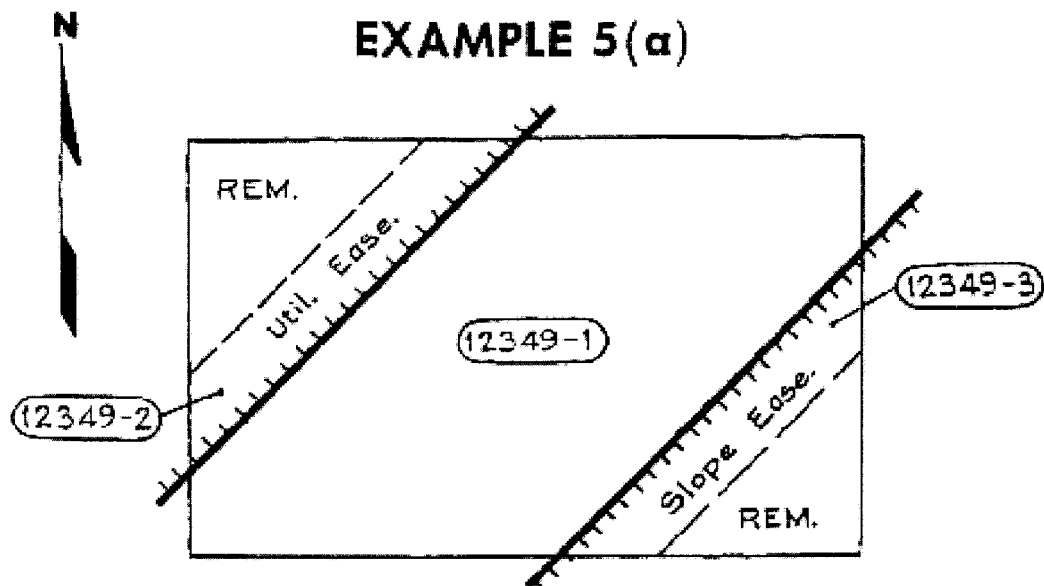 N
EXAMPLE 5(a)
REM.
Util. Ease.
12349-3
12349-1
12349-2
Slope Ease.
REM.